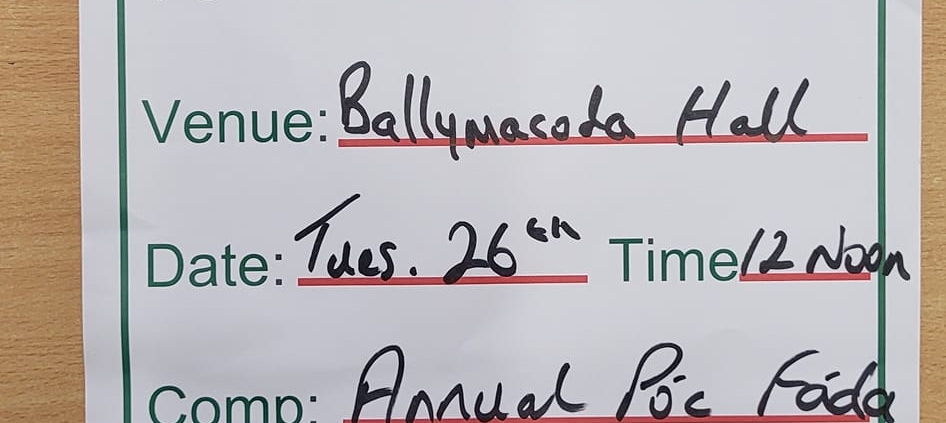 Venue: Ballymacoda Hall
Date: Tues. 26th Time 12 Noon
Comp: Annual Póc Fáda